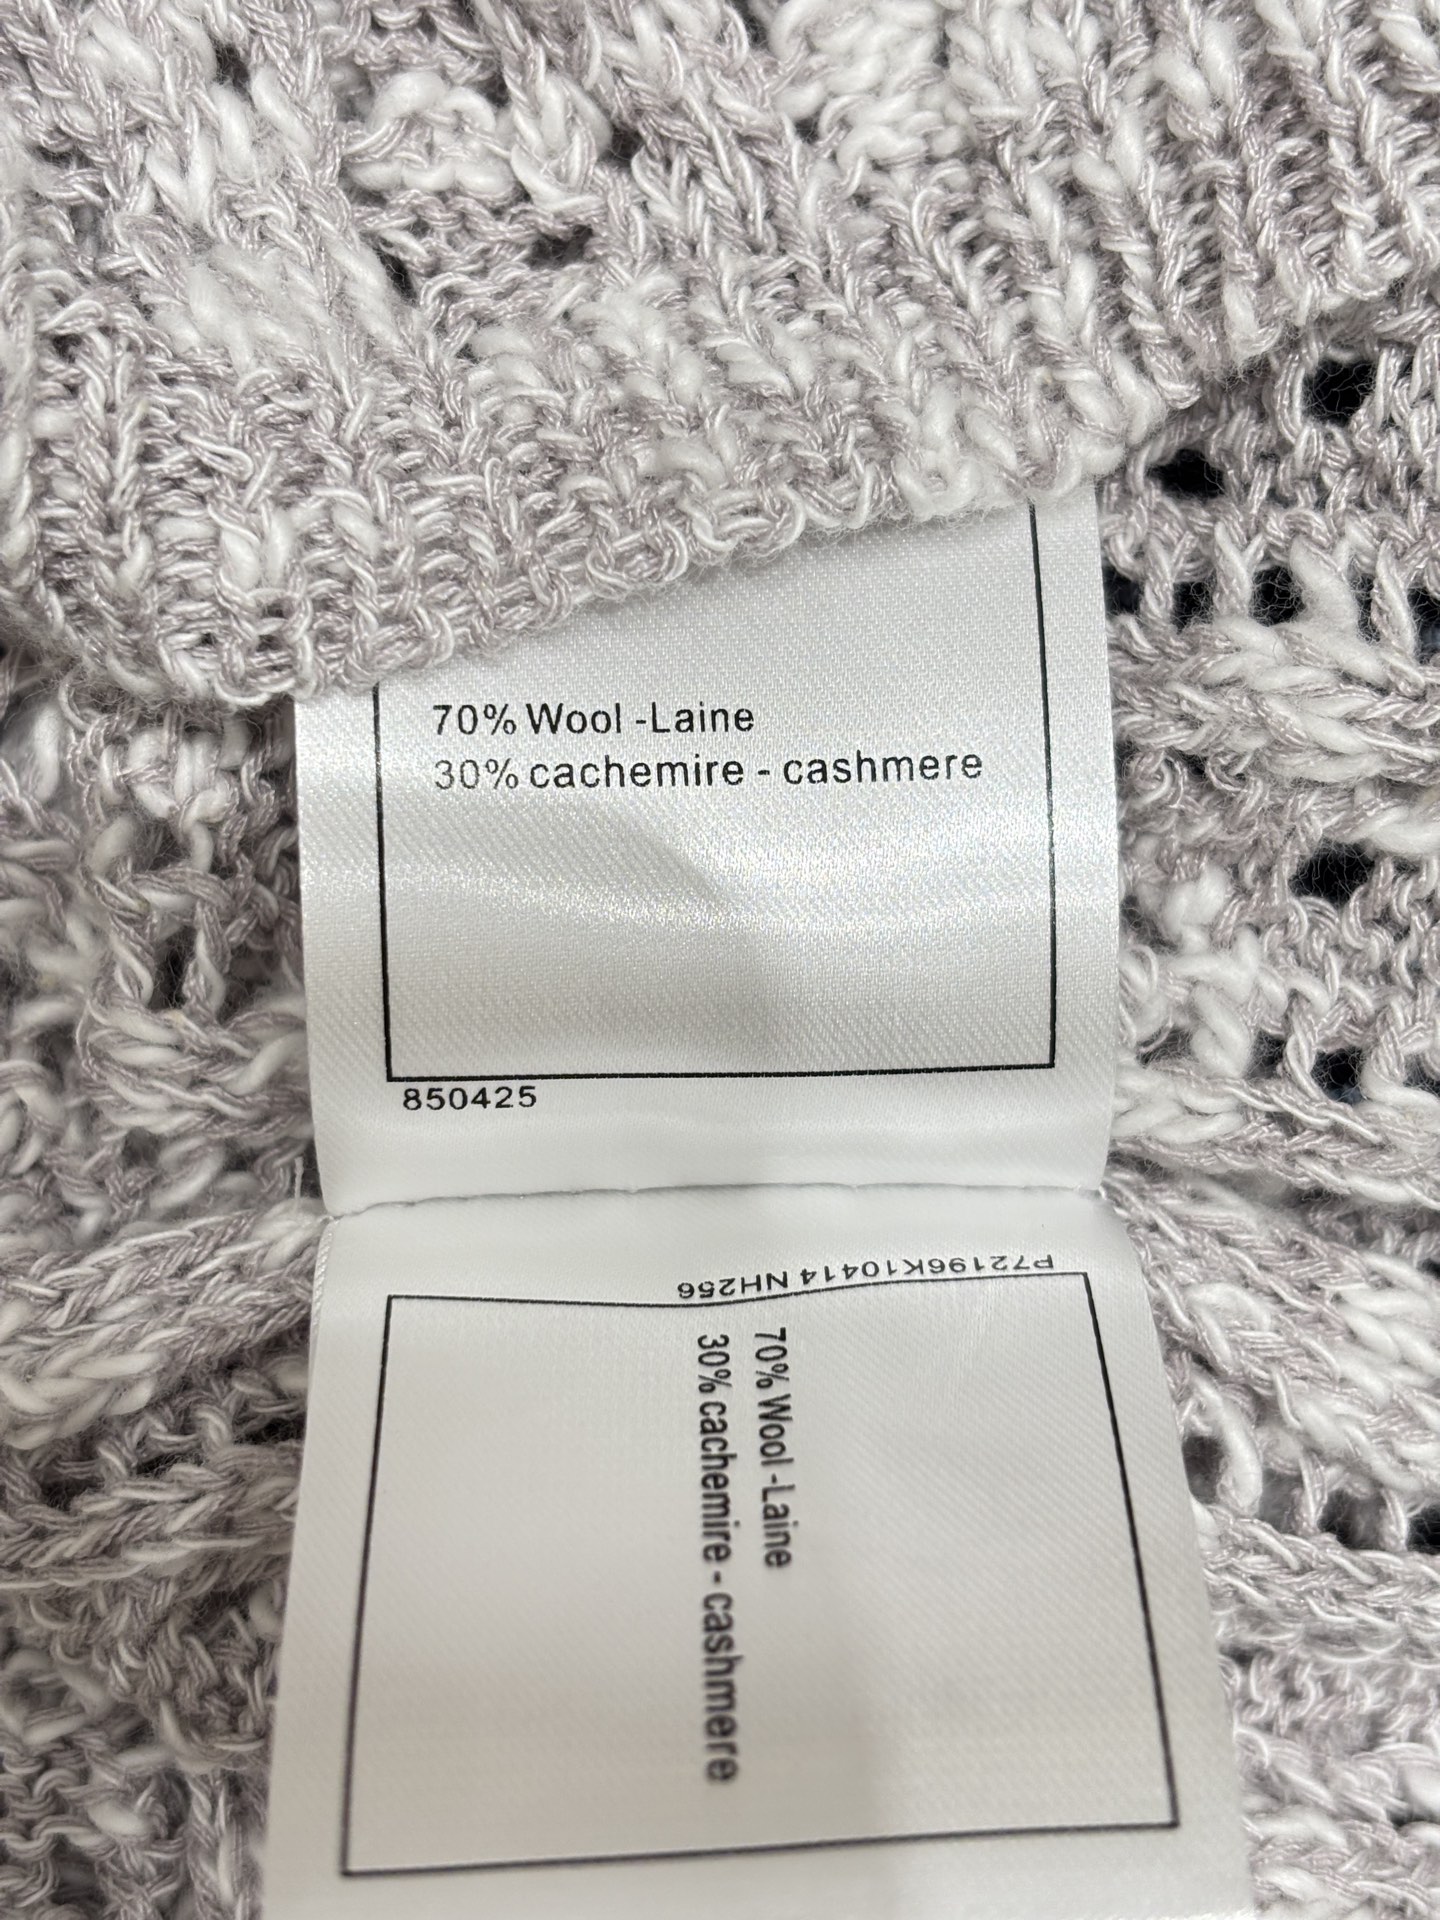 70% Wool -Laine
30% cachemire - cashmere
850425
P72196K10414 NH256
70% Wool -Laine
30% cachemire - cashmere